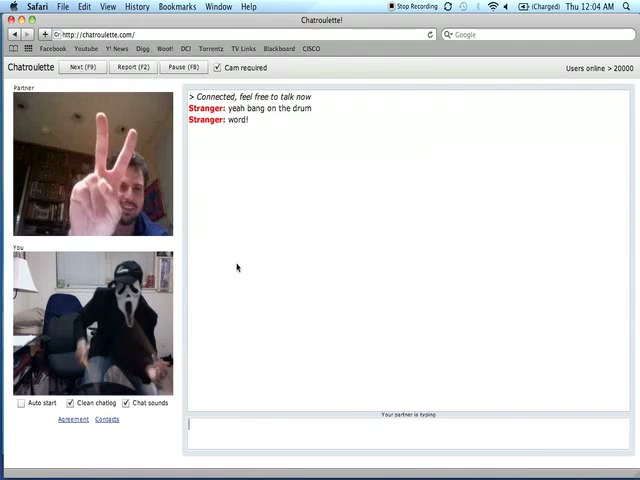 Safari File Edit View History Bookmarks Window Help Stop Recording (Charged) Thu 12:04 AM
Chatroulette!
http://chatroulette.com/ Google
Facebook Youtube Y! News Digg Woot! DCI Torrentz TV Links Blackboard CISCO
Chatroulette Next (F9) Report (F2) Pause (F8) Cam required Users online > 20000
Partner
> Connected, feel free to talk now
Stranger: yeah bang on the drum
Stranger: word!
You
Auto start Clean chatlog Chat sounds
Agreement Contacts
Your partner is typing